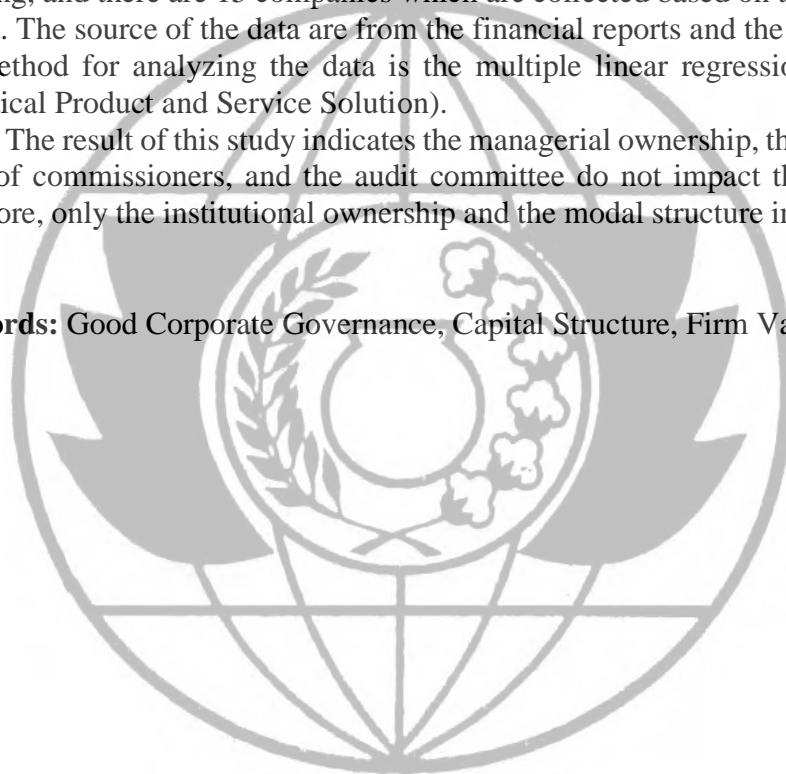 ng, and there are companies which are collected based on t
. The source of the data are from the financial reports and the
ethod for analyzing the data is the multiple linear regressio
ical Product and Service Solution).
The result of this study indicates the managerial ownership, th
of commissioners, and the audit committee do not impact th
ore, only the institutional ownership and the modal structure in
ords: Good Corporate Governance, Capital Structure, Firm Va